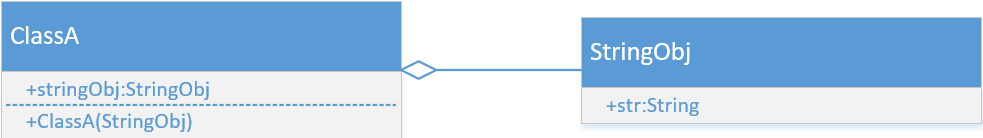 ClassA
+stringObj:StringObj
+ClassA(StringObj)
StringObj
+str:String